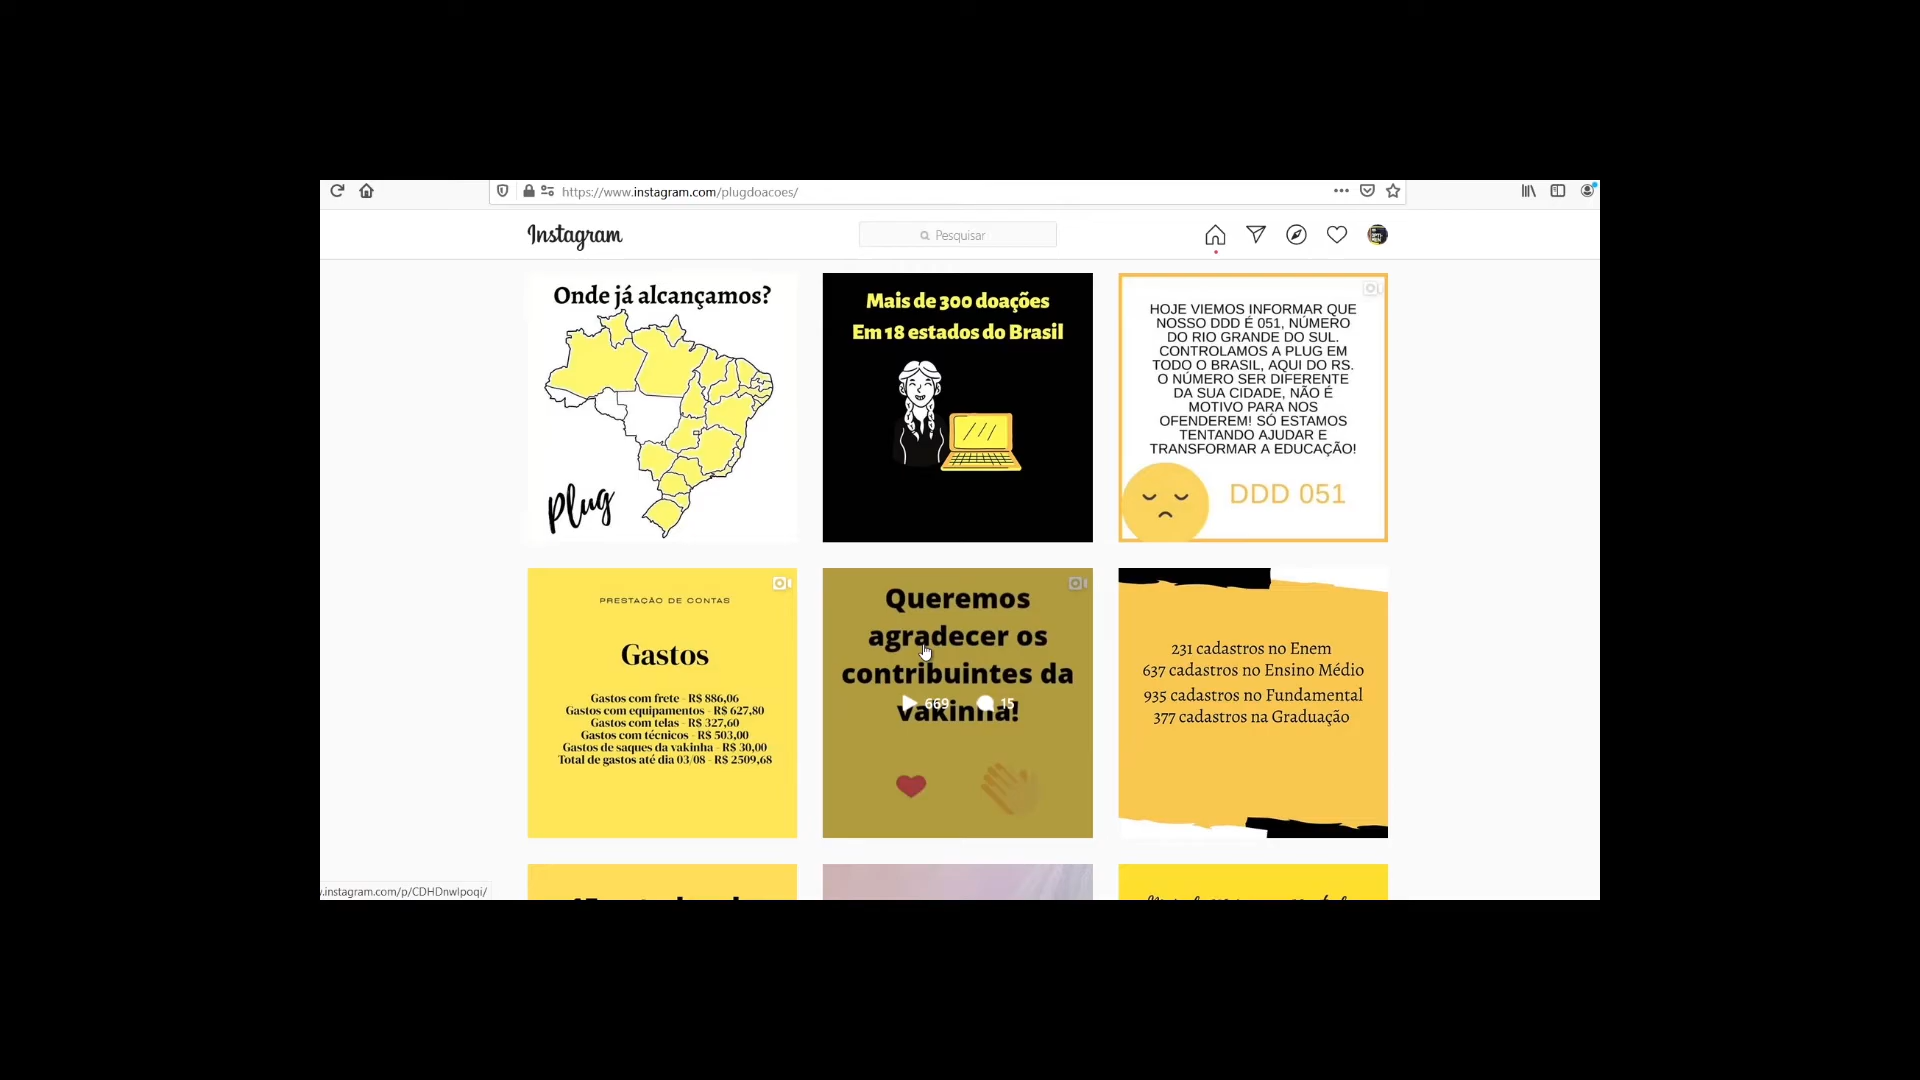 https://www.instagram.com/plugdoacoes/
Instagram
Pesquisar
Onde já alcançamos?
Plug
Mais de 300 doações
Em 18 estados do Brasil
HOJE VIEMOS INFORMAR QUE
NOSSO DDD É 051, NÚMERO
DO RIO GRANDE DO SUL.
CONTROLAMOS A PLUG EM
TODO O BRASIL, AQUI DO RS.
O NÚMERO SER DIFERENTE
DA SUA CIDADE, NÃO É
MOTIVO PARA NOS
OFENDEREM! SÓ ESTAMOS
TENTANDO AJUDAR E
TRANSFORMAR A EDUCAÇÃO!
DDD 051
PRESTAÇÃO DE CONTAS
Gastos
Gastos com frete - R$ 886,06
Gastos com equipamentos - R$ 627,80
Gastos com telas - R$ 327,60
Gastos com técnicos - R$ 503,00
Gastos de saques da vakinha - R$ 30,00
Total de gastos até dia 03/08 - R$ 2509,68
Queremos
agradecer os
contribuintes da
vakinha!
669 15
231 cadastros no Enem
637 cadastros no Ensino Médio
935 cadastros no Fundamental
377 cadastros na Graduação
.instagram.com/p/CDHDnwlpoqi/